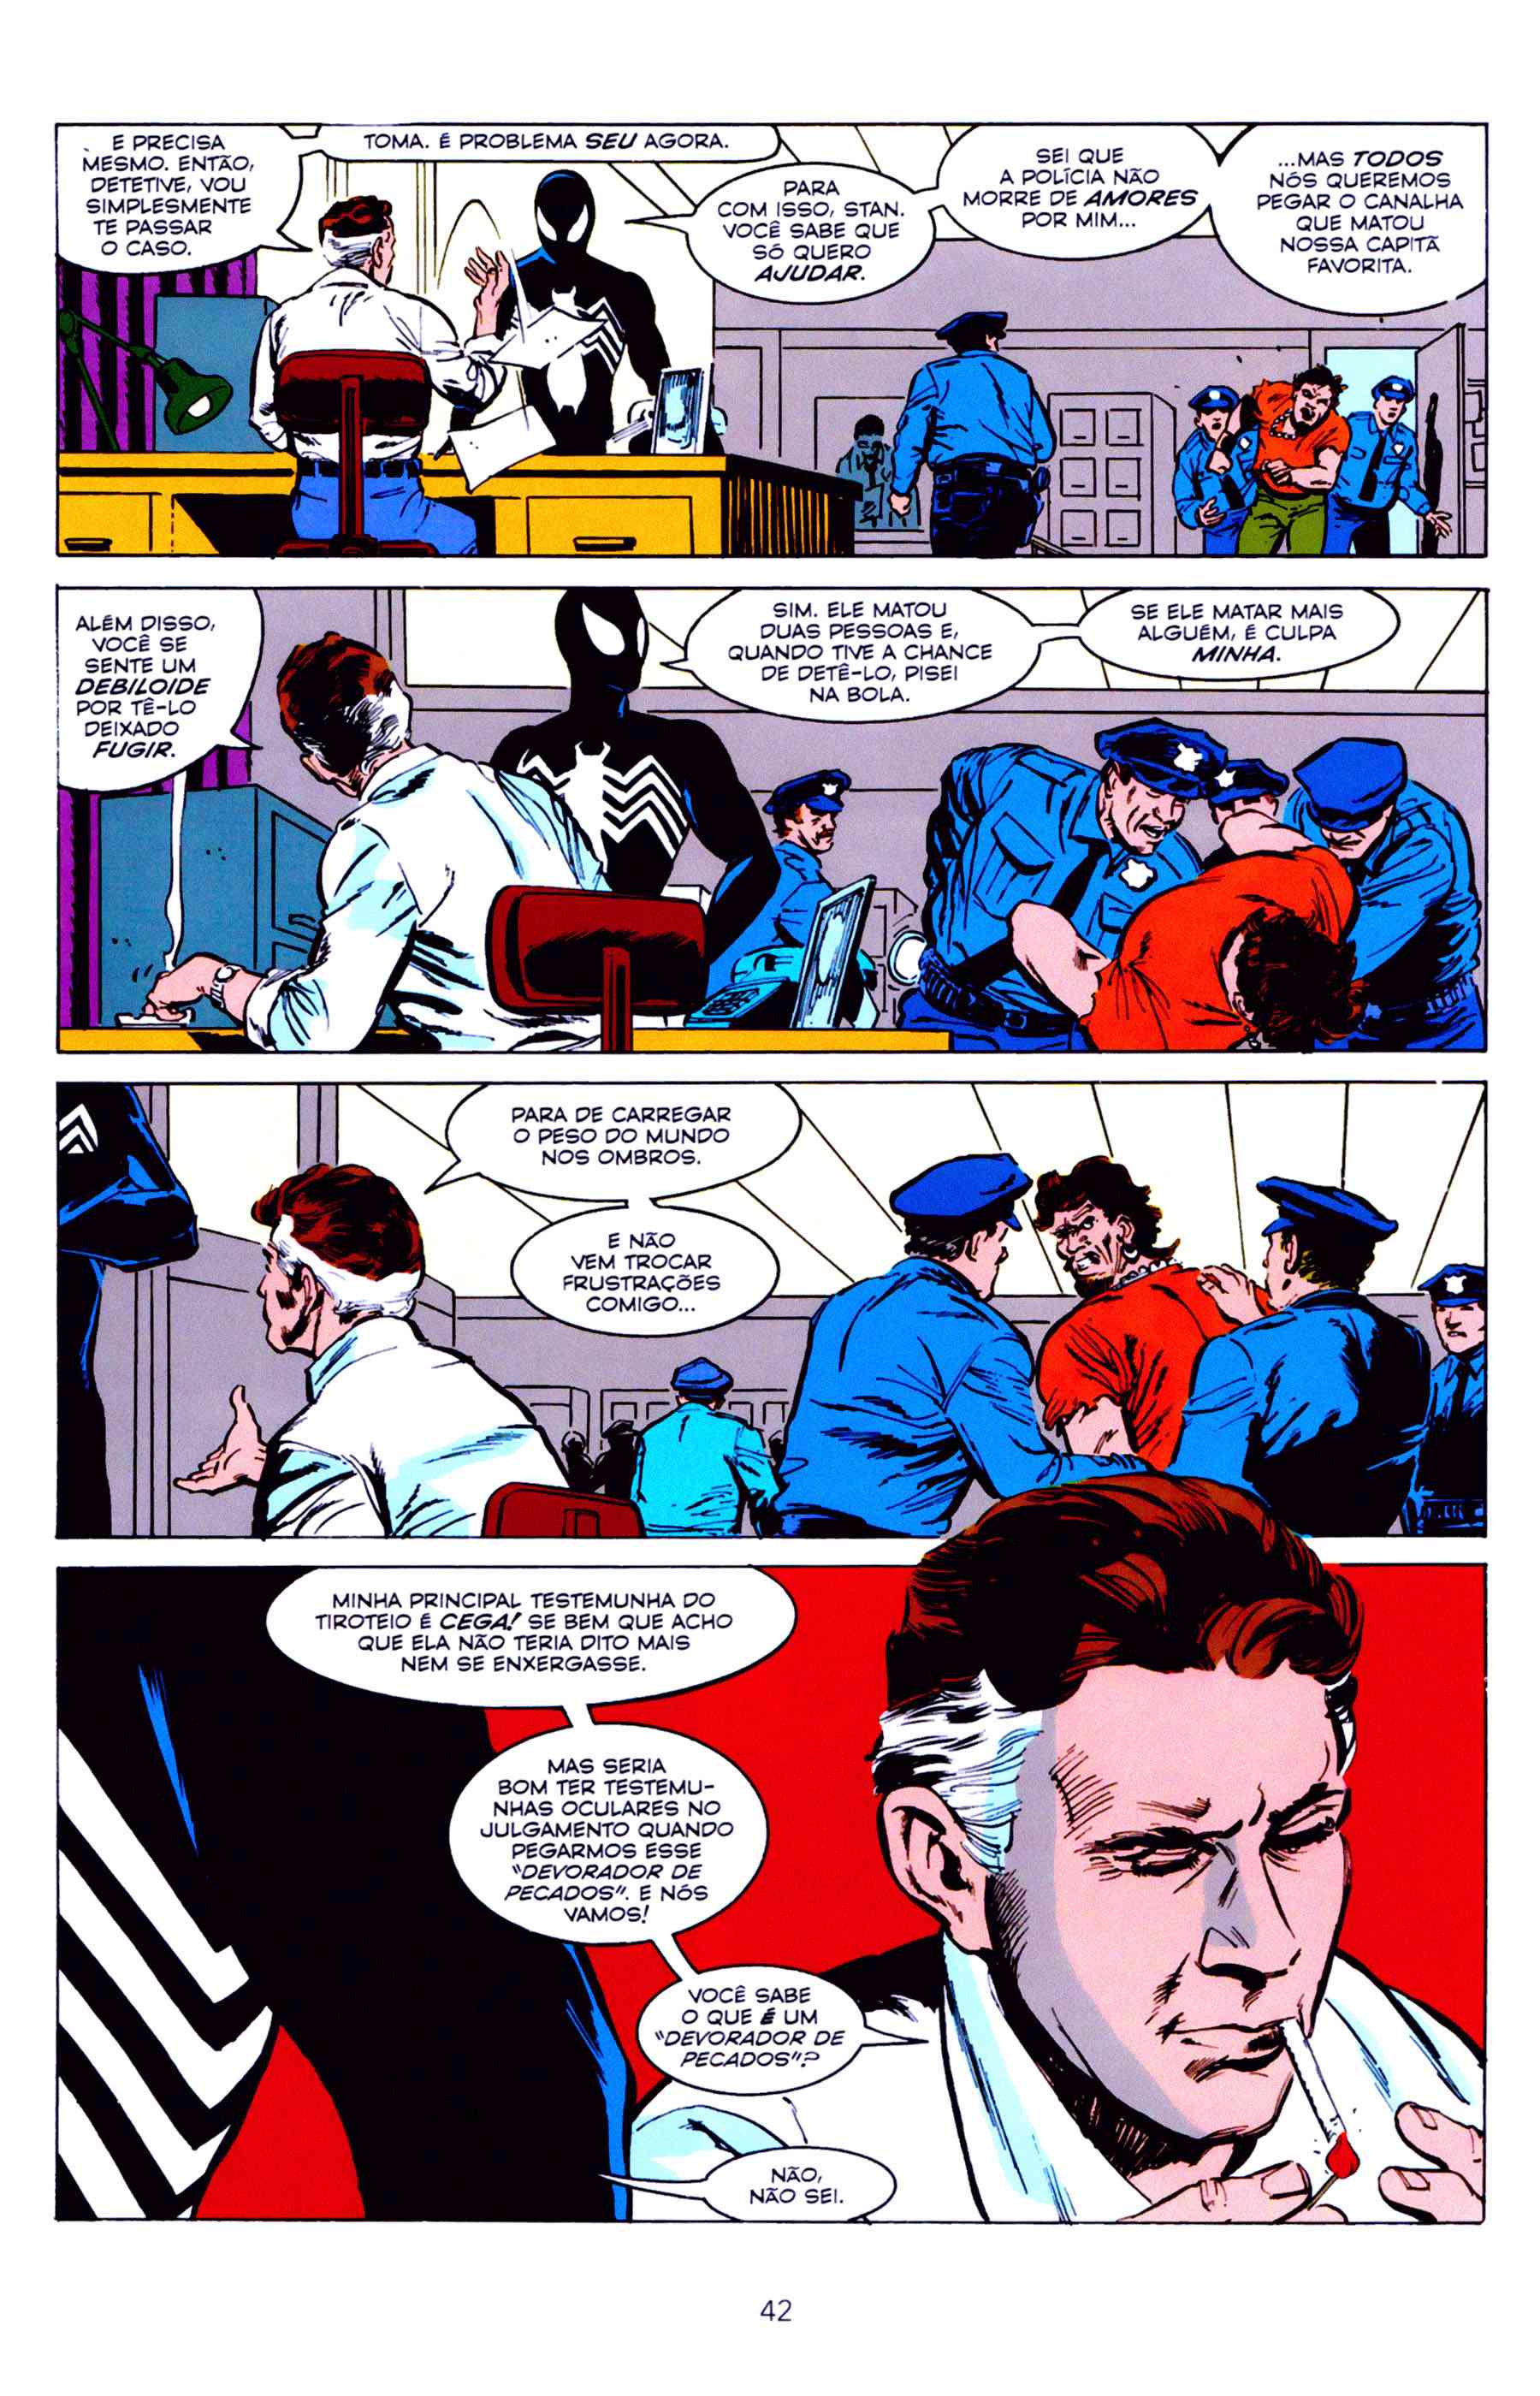 E PRECISA
MESMO. ENTÃO,
DETETIVE, VOU
SIMPLESMENTE
TE PASSAR
O CASO.
TOMA. É PROBLEMA SEU AGORA.
PARA
COM ISSO, STAN.
VOCÊ SABE QUE
SÓ QUERO
AJUDAR.
SEI QUE
A POLÍCIA NÃO
MORRE DE AMORES
POR MIM...
...MAS TODOS
NÓS QUEREMOS
PEGAR O CANALHA
QUE MATOU
NOSSA CAPITÃ
FAVORITA.
ALÉM DISSO,
VOCÊ SE
SENTE UM
DEBILOIDE
POR TÊ-LO
DEIXADO
FUGIR.
SIM. ELE MATOU
DUAS PESSOAS E,
QUANDO TIVE A CHANCE
DE DETÊ-LO, PISEI
NA BOLA.
SE ELE MATAR MAIS
ALGUÉM, É CULPA
MINHA.
PARA DE CARREGAR
O PESO DO MUNDO
NOS OMBROS.
E NÃO
VEM TROCAR
FRUSTRAÇÕES
COMIGO...
MINHA PRINCIPAL TESTEMUNHA DO
TIROTEIO É CEGA! SE BEM QUE ACHO
QUE ELA NÃO TERIA DITO MAIS
NEM SE ENXERGASSE.
MAS SERIA
BOM TER TESTEMU-
NHAS OCULARES NO
JULGAMENTO QUANDO
PEGARMOS ESSE
"DEVORADOR DE
PECADOS". E NÓS
VAMOS!
VOCÊ SABE
O QUE É UM
"DEVORADOR DE
PECADOS"?
NÃO,
NÃO SEI.
42